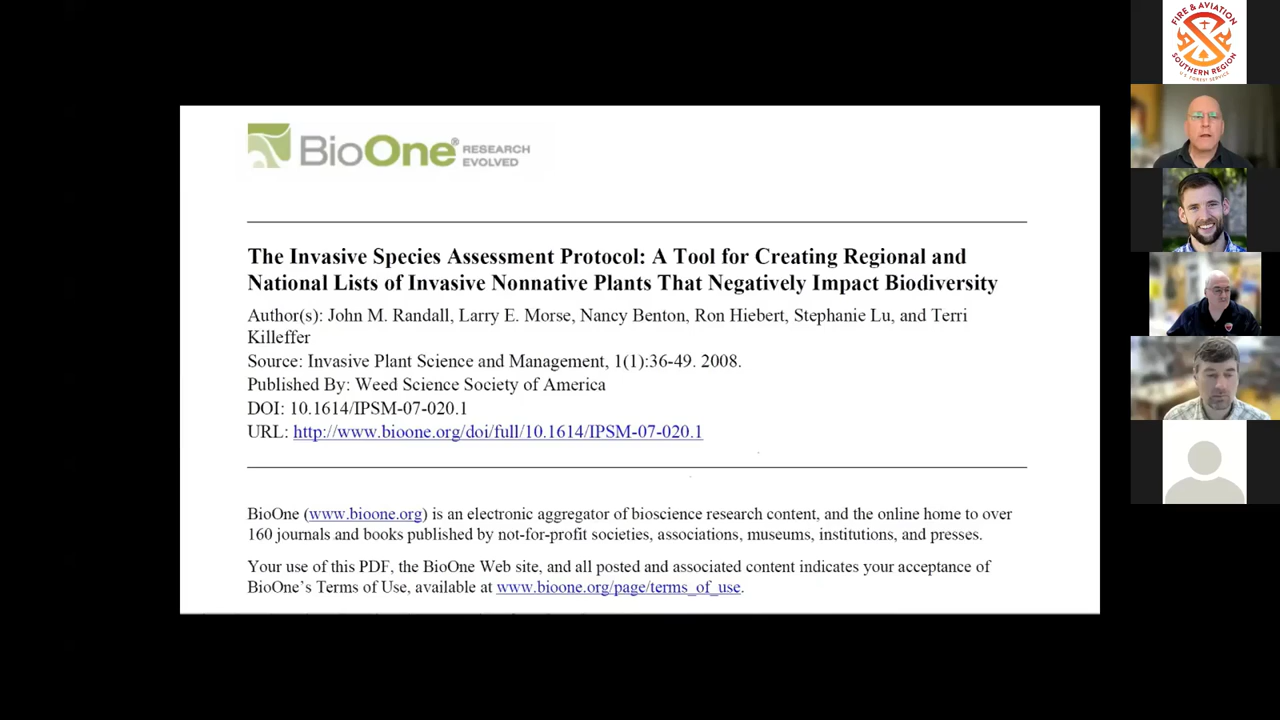 BioOne® RESEARCH
EVOLVED
The Invasive Species Assessment Protocol: A Tool for Creating Regional and
National Lists of Invasive Nonnative Plants That Negatively Impact Biodiversity
Author(s): John M. Randall, Larry E. Morse, Nancy Benton, Ron Hiebert, Stephanie Lu, and Terri
Killeffer
Source: Invasive Plant Science and Management, 1(1):36-49. 2008.
Published By: Weed Science Society of America
DOI: 10.1614/IPSM-07-020.1
URL: http://www.bioone.org/doi/full/10.1614/IPSM-07-020.1
BioOne (www.bioone.org) is an electronic aggregator of bioscience research content, and the online home to over
160 journals and books published by not-for-profit societies, associations, museums, institutions, and presses.
Your use of this PDF, the BioOne Web site, and all posted and associated content indicates your acceptance of
BioOne’s Terms of Use, available at www.bioone.org/page/terms_of_use.
FIRE & AVIATION
SOUTHERN REGION
U.S. FOREST SERVICE